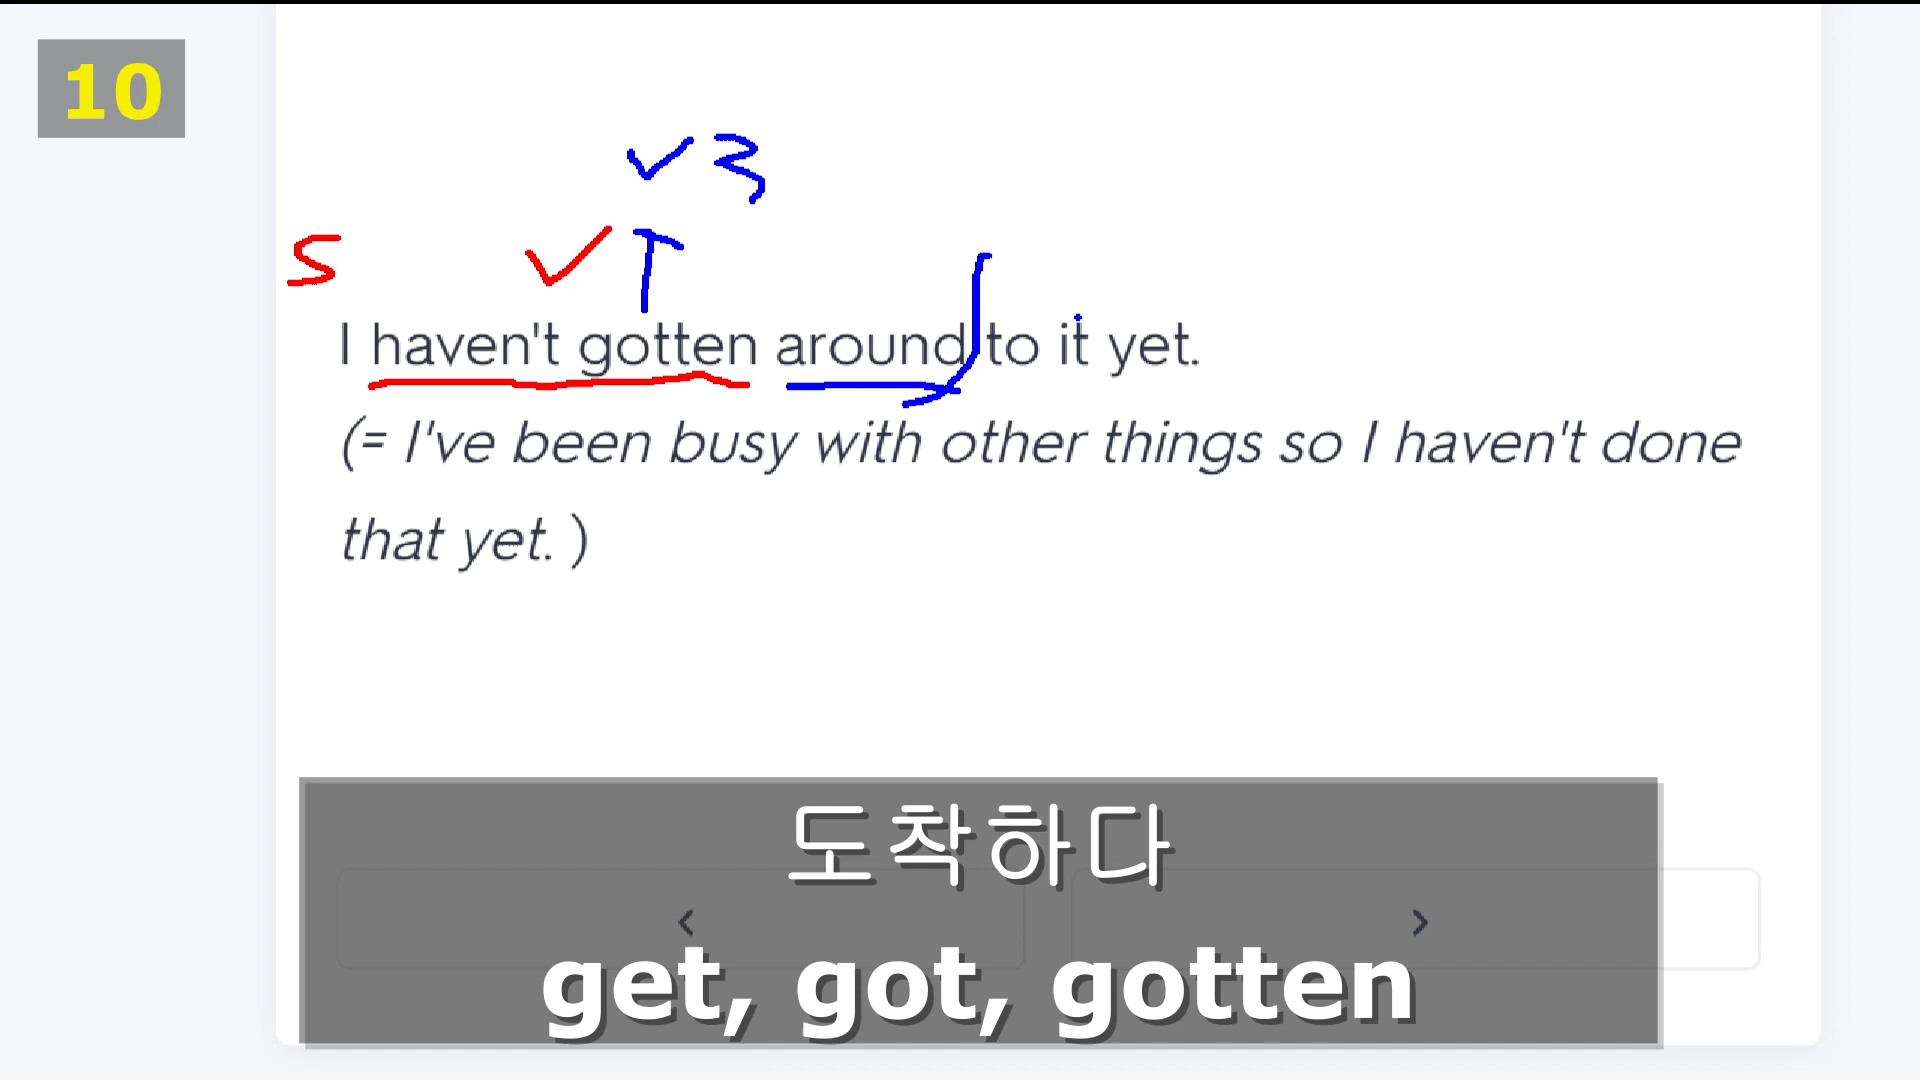 10
V3
S V
I haven't gotten around to it yet.
(= I've been busy with other things so I haven't done
that yet. )
도착하다
< >
get, got, gotten